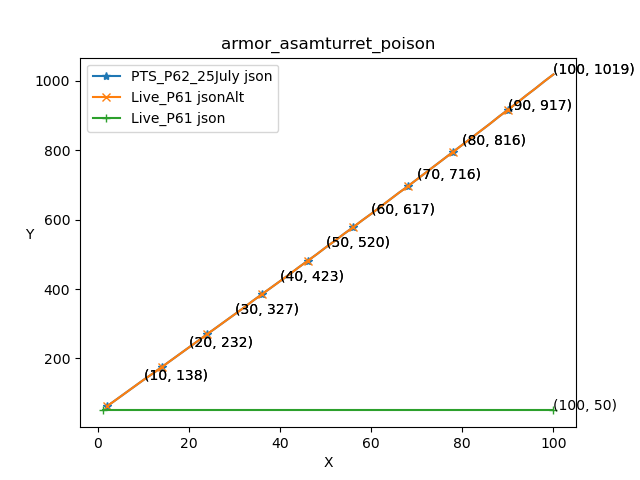 armor_asamturret_poison
PTS_P62_25July json
Live_P61 jsonAlt
Live_P61 json
(100, 1019)
(90, 917)
(80, 816)
(70, 716)
(60, 617)
(50, 520)
(40, 423)
(30, 327)
(20, 232)
(10, 138)
(100, 50)
1000
800
600
400
200
Y
0 20 40 60 80 100
X